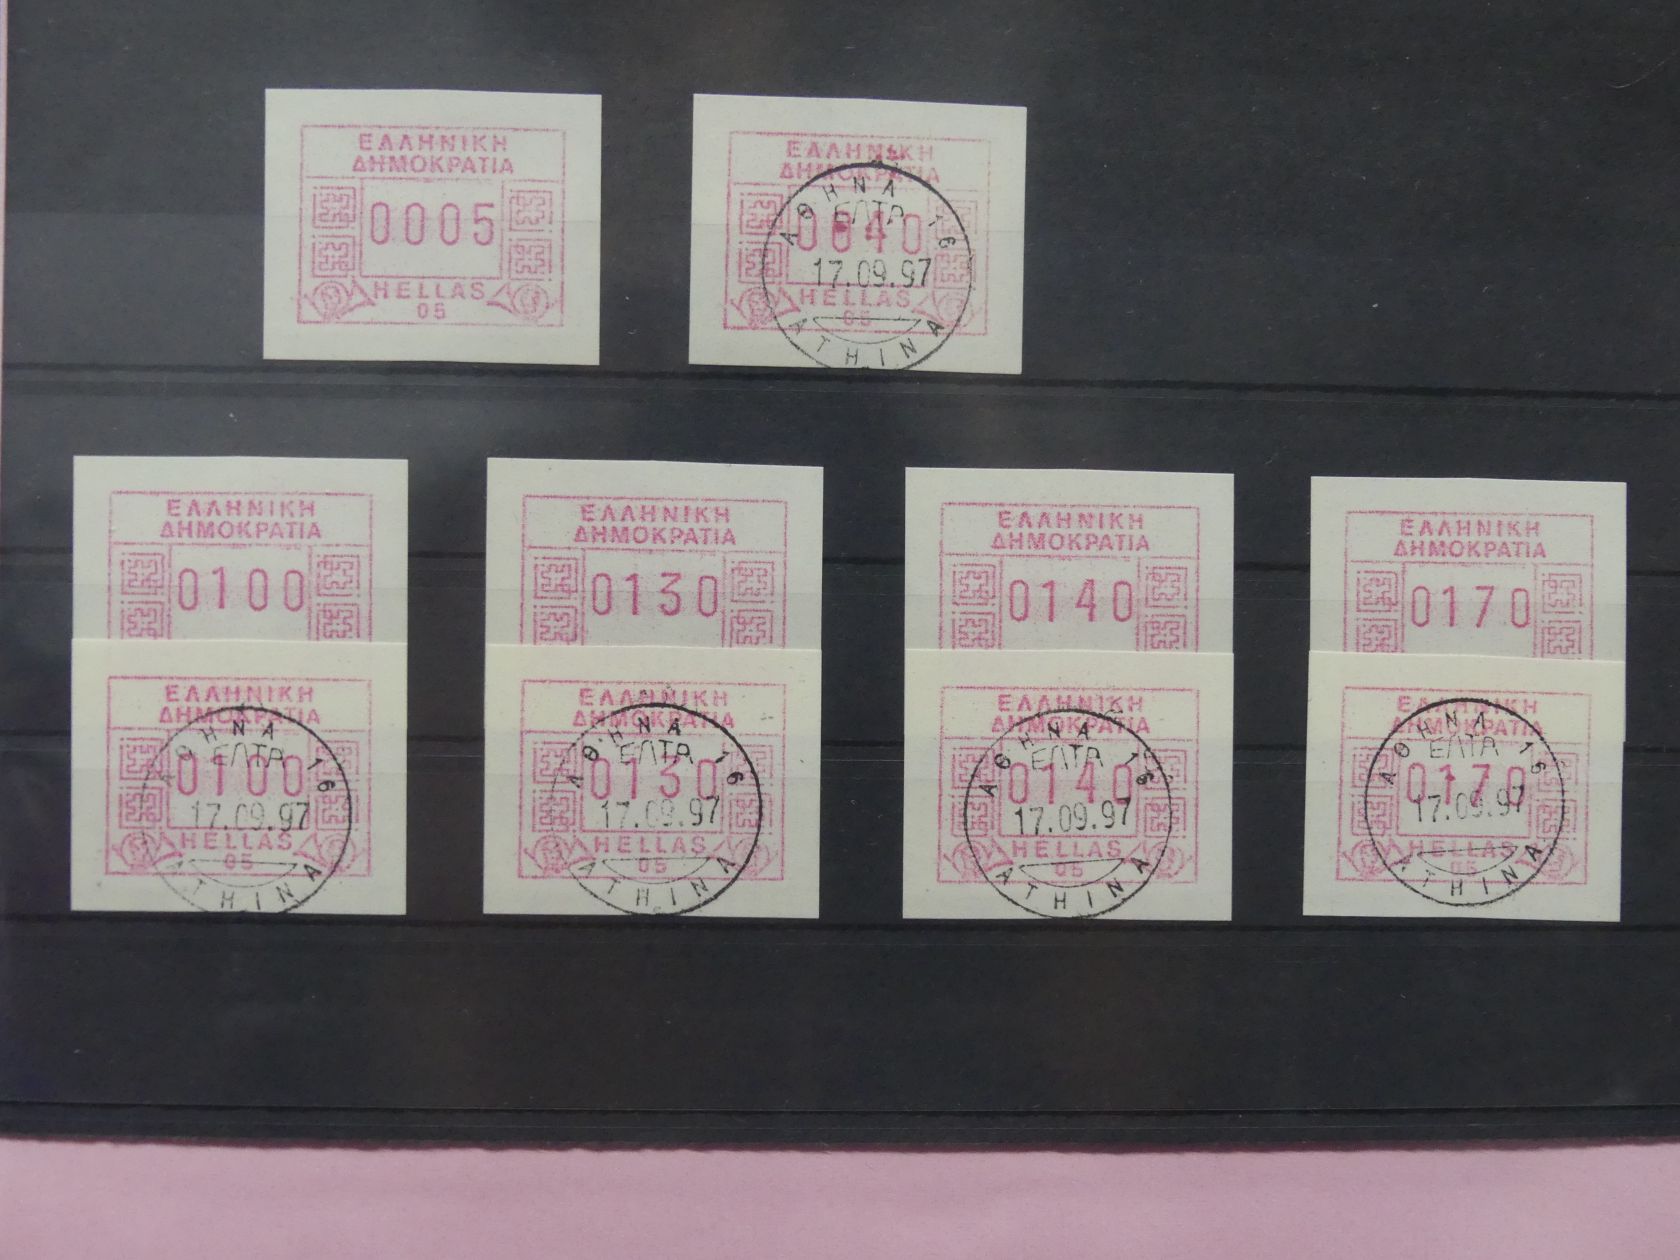 ΕΛΛΗΝΙΚΗ
ΔΗΜΟΚΡΑΤΙΑ
0005
HELLAS
05
ΕΛΛΗΝΙΚΗ
ΔΗΜΟΚΡΑΤΙΑ
ΑΘΗΝΑ 16
ΕΛΤΑ
0040
17.09.97
HELLAS
05
ATHINA
ΕΛΛΗΝΙΚΗ
ΔΗΜΟΚΡΑΤΙΑ
0100
ΕΛΛΗΝΙΚΗ
ΔΗΜΟΚΡΑΤΙΑ
0130
ΕΛΛΗΝΙΚΗ
ΔΗΜΟΚΡΑΤΙΑ
0140
ΕΛΛΗΝΙΚΗ
ΔΗΜΟΚΡΑΤΙΑ
0170
ΕΛΛΗΝΙΚΗ
ΔΗΜΟΚΡΑΤΙΑ
ΑΘΗΝΑ 16
ΕΛΤΑ
0100
17.09.97
HELLAS
05
ATHINA
ΕΛΛΗΝΙΚΗ
ΔΗΜΟΚΡΑΤΙΑ
ΑΘΗΝΑ 16
ΕΛΤΑ
0130
17.09.97
HELLAS
05
ATHINA
ΕΛΛΗΝΙΚΗ
ΔΗΜΟΚΡΑΤΙΑ
ΑΘΗΝΑ 16
ΕΛΤΑ
0140
17.09.97
HELLAS
05
ATHINA
ΕΛΛΗΝΙΚΗ
ΔΗΜΟΚΡΑΤΙΑ
ΑΘΗΝΑ 16
ΕΛΤΑ
0170
17.09.97
HELLAS
05
ATHINA